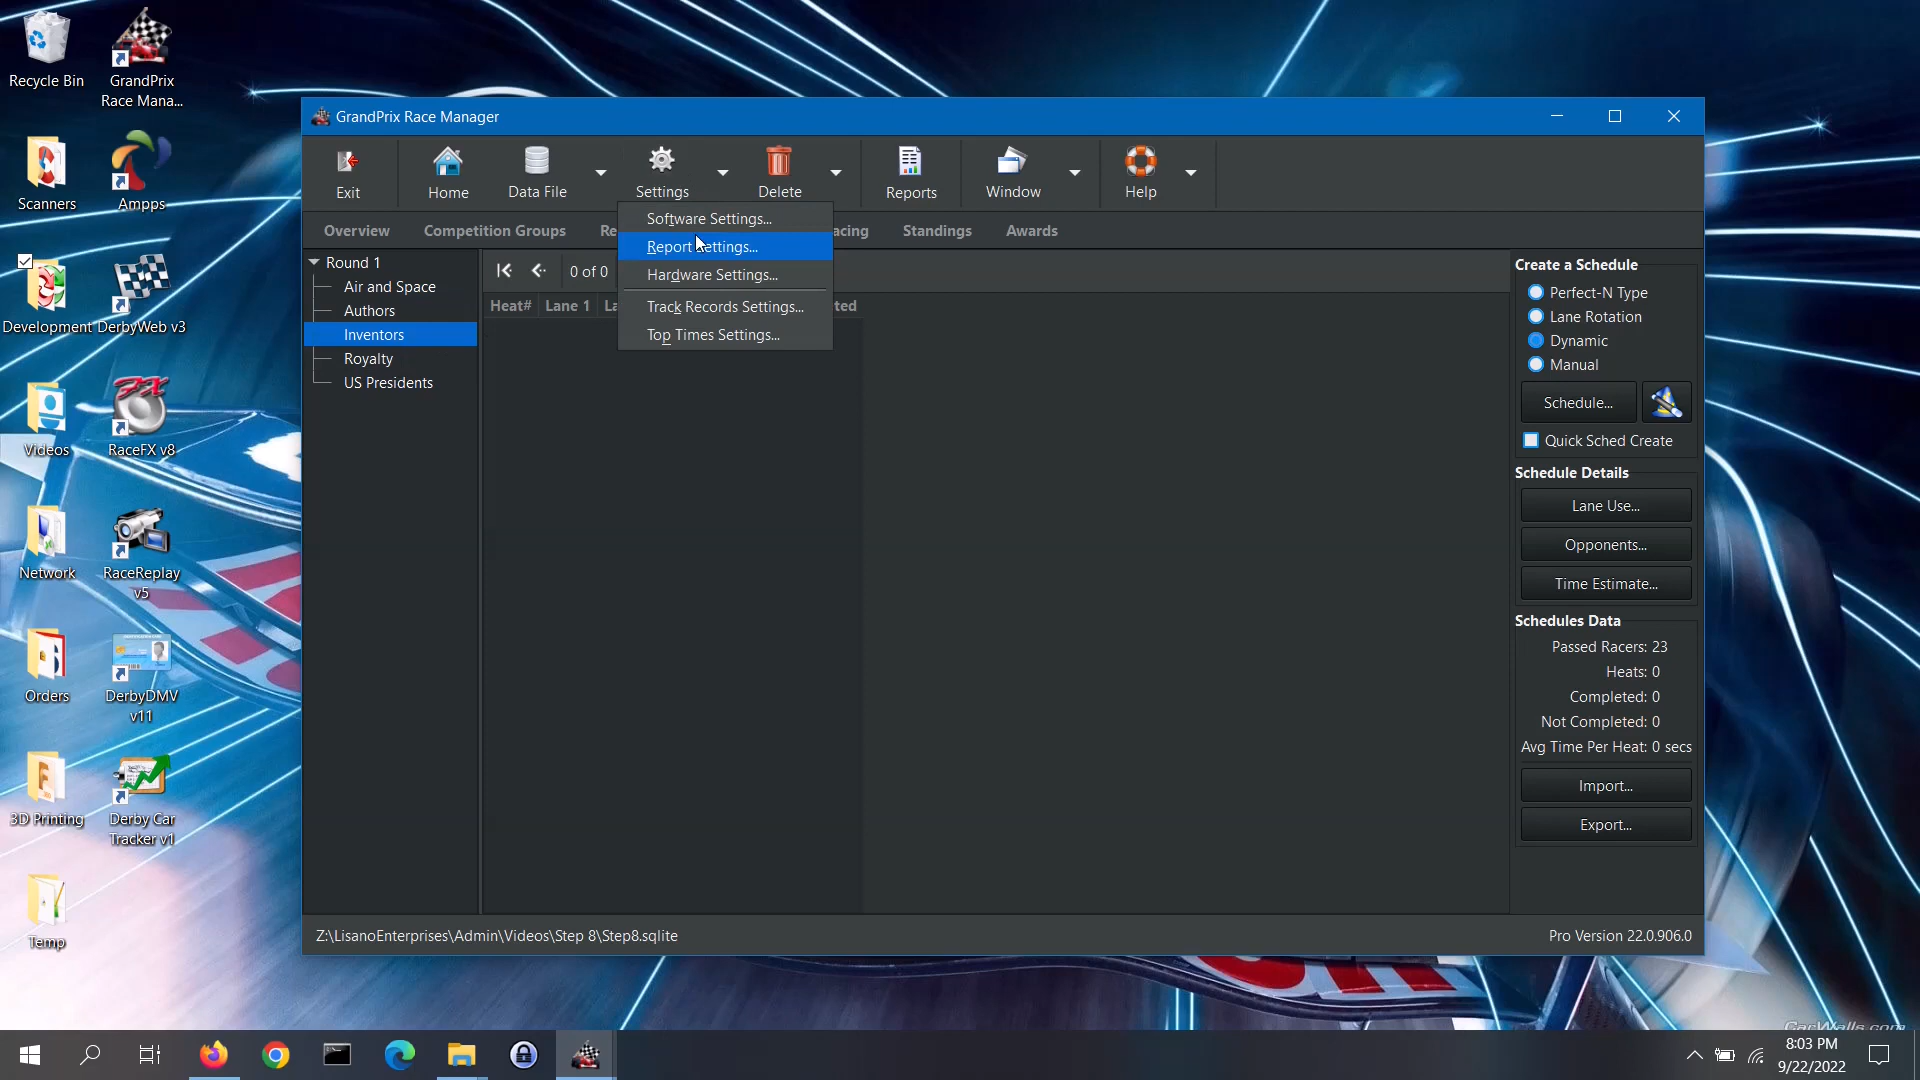 Recycle Bin
GrandPrix
Race Mana...
Scanners
Ampps
Development
DerbyWeb v3
Videos
RaceFX v8
Network
RaceReplay
v5
Orders
DerbyDMV
v11
3D Printing
Derby Car
Tracker v1
Temp
GrandPrix Race Manager
Exit
Home
Data File
Settings
Delete
Reports
Window
Help
Overview
Competition Groups
Standings
Awards
Software Settings...
Report Settings...
Hardware Settings...
Track Records Settings...
Top Times Settings...
Round 1
Air and Space
Authors
Inventors
Royalty
US Presidents
0 of 0
Heat#
Lane 1
Create a Schedule
Perfect-N Type
Lane Rotation
Dynamic
Manual
Schedule...
Quick Sched Create
Schedule Details
Lane Use...
Opponents...
Time Estimate...
Schedules Data
Passed Racers: 23
Heats: 0
Completed: 0
Not Completed: 0
Avg Time Per Heat: 0 secs
Import...
Export...
Z:\LisanoEnterprises\Admin\Videos\Step 8\Step8.sqlite
Pro Version 22.0.906.0
CarWalls.com
8:03 PM
9/22/2022